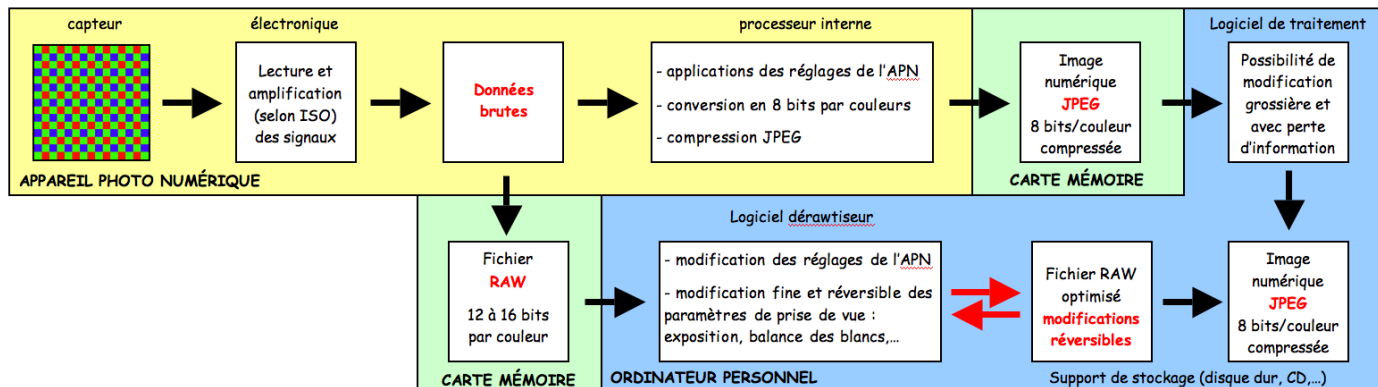 capteur
électronique
processeur interne
Logiciel de traitement
Lecture et
amplification
(selon ISO)
des signaux
Données
brutes
- applications des réglages de l'APN
- conversion en 8 bits par couleurs
- compression JPEG
Image
numérique
JPEG
8 bits/couleur
compressée
Possibilité de
modification
grossière et
avec perte
d'information
APPAREIL PHOTO NUMÉRIQUE
CARTE MÉMOIRE
Logiciel dérawtiseur
Fichier
RAW
12 à 16 bits
par couleur
- modification des réglages de l'APN
- modification fine et réversible des
paramètres de prise de vue :
exposition, balance des blancs,...
Fichier RAW
optimisé
modifications
réversibles
Image
numérique
JPEG
8 bits/couleur
compressée
CARTE MÉMOIRE
ORDINATEUR PERSONNEL
Support de stockage (disque dur, CD,...)